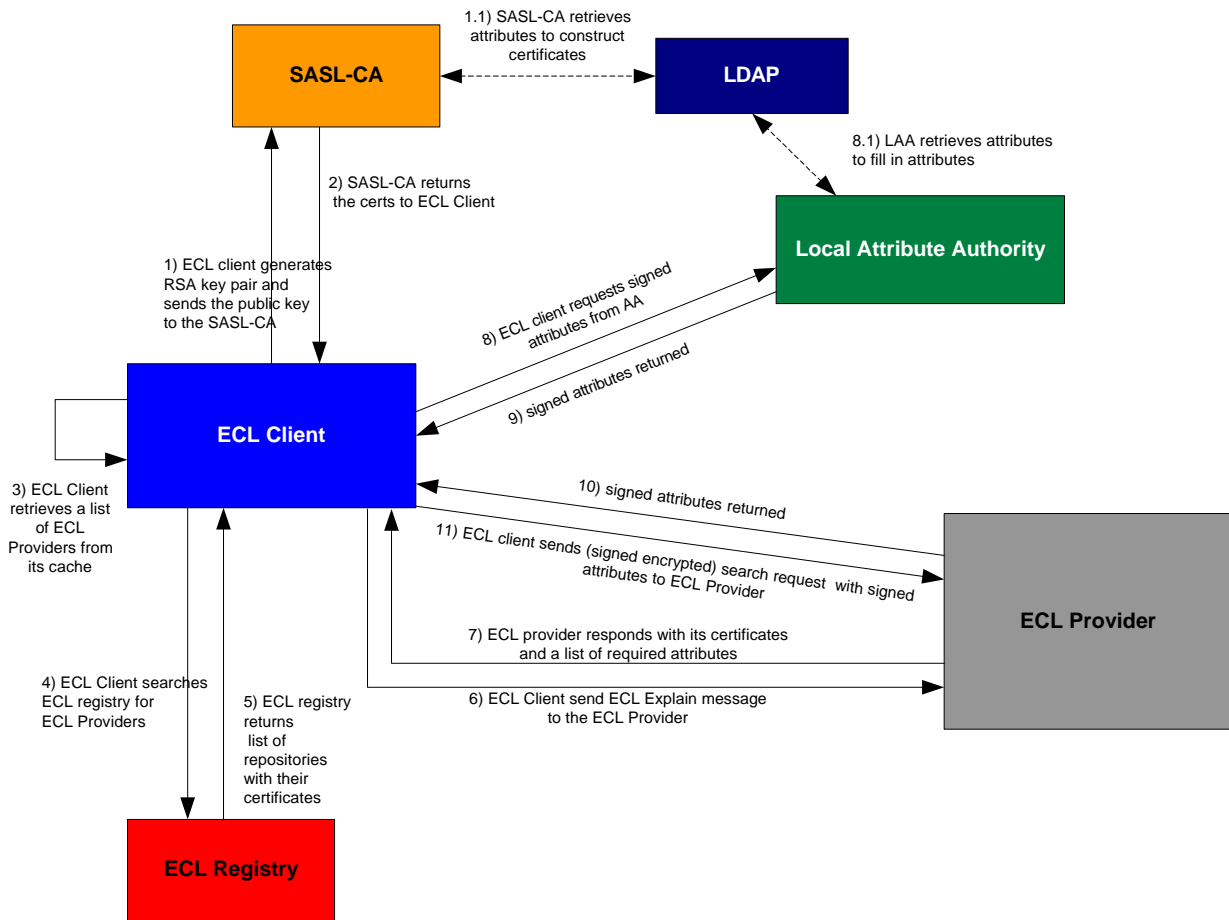 1.1) SASL-CA retrieves
attributes to construct
certificates
SASL-CA
LDAP
8.1) LAA retrieves attributes
to fill in attributes
2) SASL-CA returns
the certs to ECL Client
Local Attribute Authority
1) ECL client generates
RSA key pair and
sends the public key
to the SASL-CA
8) ECL client requests signed
attributes from AA
9) signed attributes returned
ECL Client
3) ECL Client
retrieves a list
of ECL
Providers from
its cache
10) signed attributes returned
11) ECL client sends (signed encrypted) search request with signed
attributes to ECL Provider
ECL Provider
7) ECL provider responds with its certificates
and a list of required attributes
6) ECL Client send ECL Explain message
to the ECL Provider
4) ECL Client searches
ECL registry for
ECL Providers
5) ECL registry
returns
list of
repositories
with their
certificates
ECL Registry